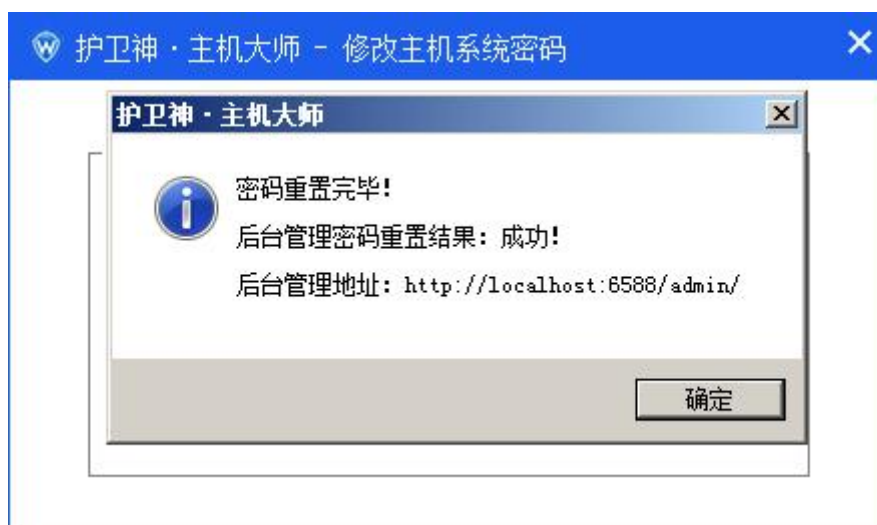 护卫神·主机大师 - 修改主机系统密码
护卫神·主机大师
密码重置完毕!
后台管理密码重置结果: 成功!
后台管理地址: http://localhost:6588/admin/
确定